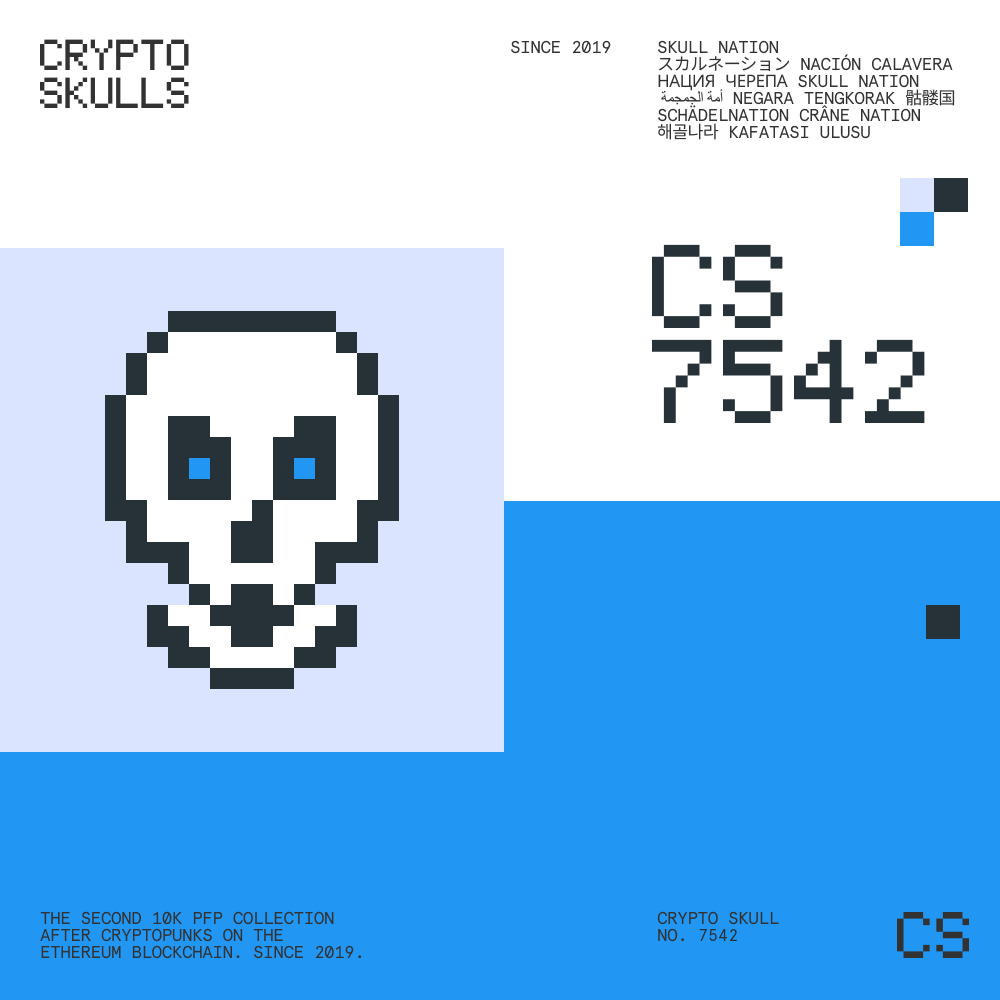 CRYPTO
SKULLS
SINCE 2019
SKULL NATION
スカルネーション NACIÓN CALAVERA
НАЦИЯ ЧЕРЕПА SKULL NATION
أمة الجمجمة NEGARA TENGKORAK 骷髅国
SCHÄDELNATION CRÂNE NATION
해골나라 KAFATASI ULUSU
CS
7542
THE SECOND 10K PFP COLLECTION
AFTER CRYPTOPUNKS ON THE
ETHEREUM BLOCKCHAIN. SINCE 2019.
CRYPTO SKULL
NO. 7542
CS